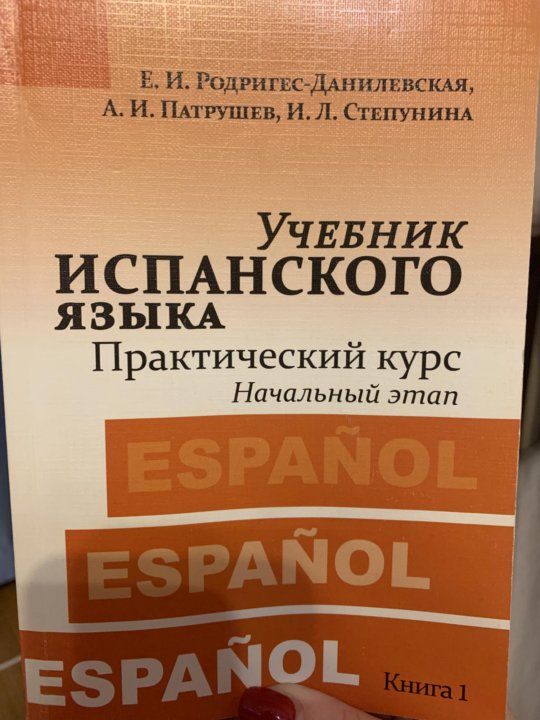 Е. И. Родригес-Данилевская,
А. И. Патрушев, И. Л. Степунина
Учебник
ИСПАНСКОГО
ЯЗЫКА
Практический курс
Начальный этап
ESPAÑOL
ESPAÑOL
ESPAÑOL
Книга 1